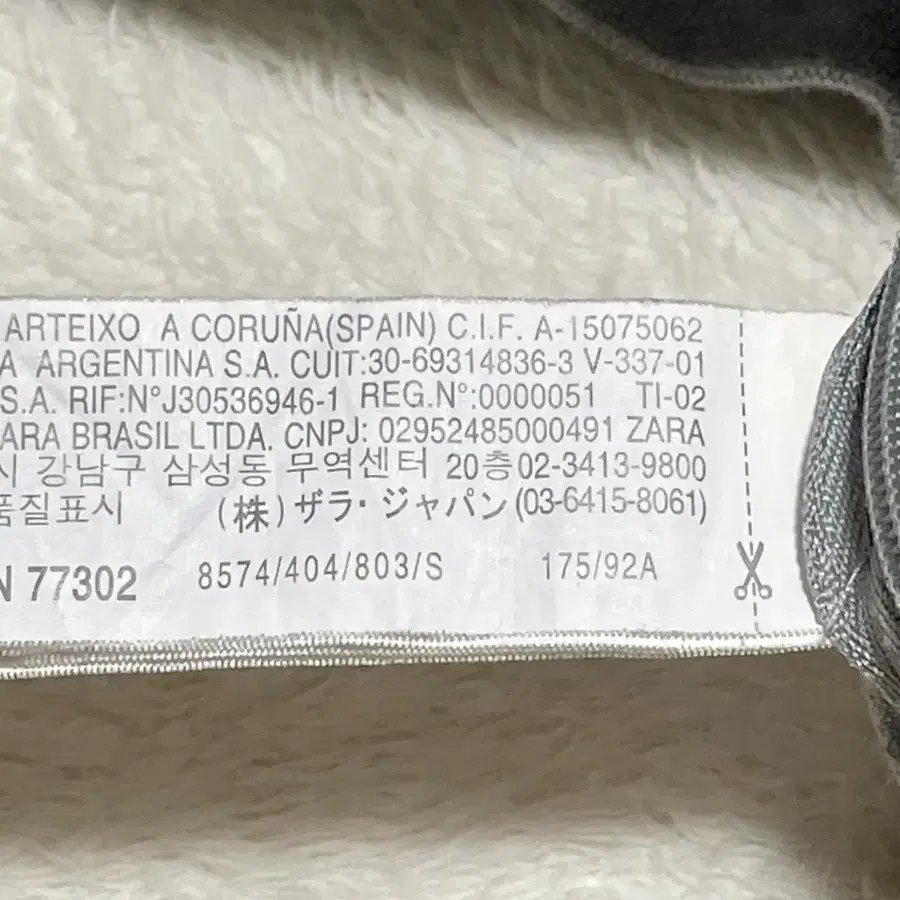 ARTEIXO A CORUÑA(SPAIN) C.I.F. A-15075062
A ARGENTINA S.A. CUIT:30-69314836-3 V-337-01
S.A. RIF:N°J30536946-1 REG.N°:0000051 TI-02
ARA BRASIL LTDA. CNPJ: 02952485000491 ZARA
시 강남구 삼성동 무역센터 20층02-3413-9800
품질표시 (株)ザラ・ジャパン(03-6415-8061)
N 77302 8574/404/803/S 175/92A